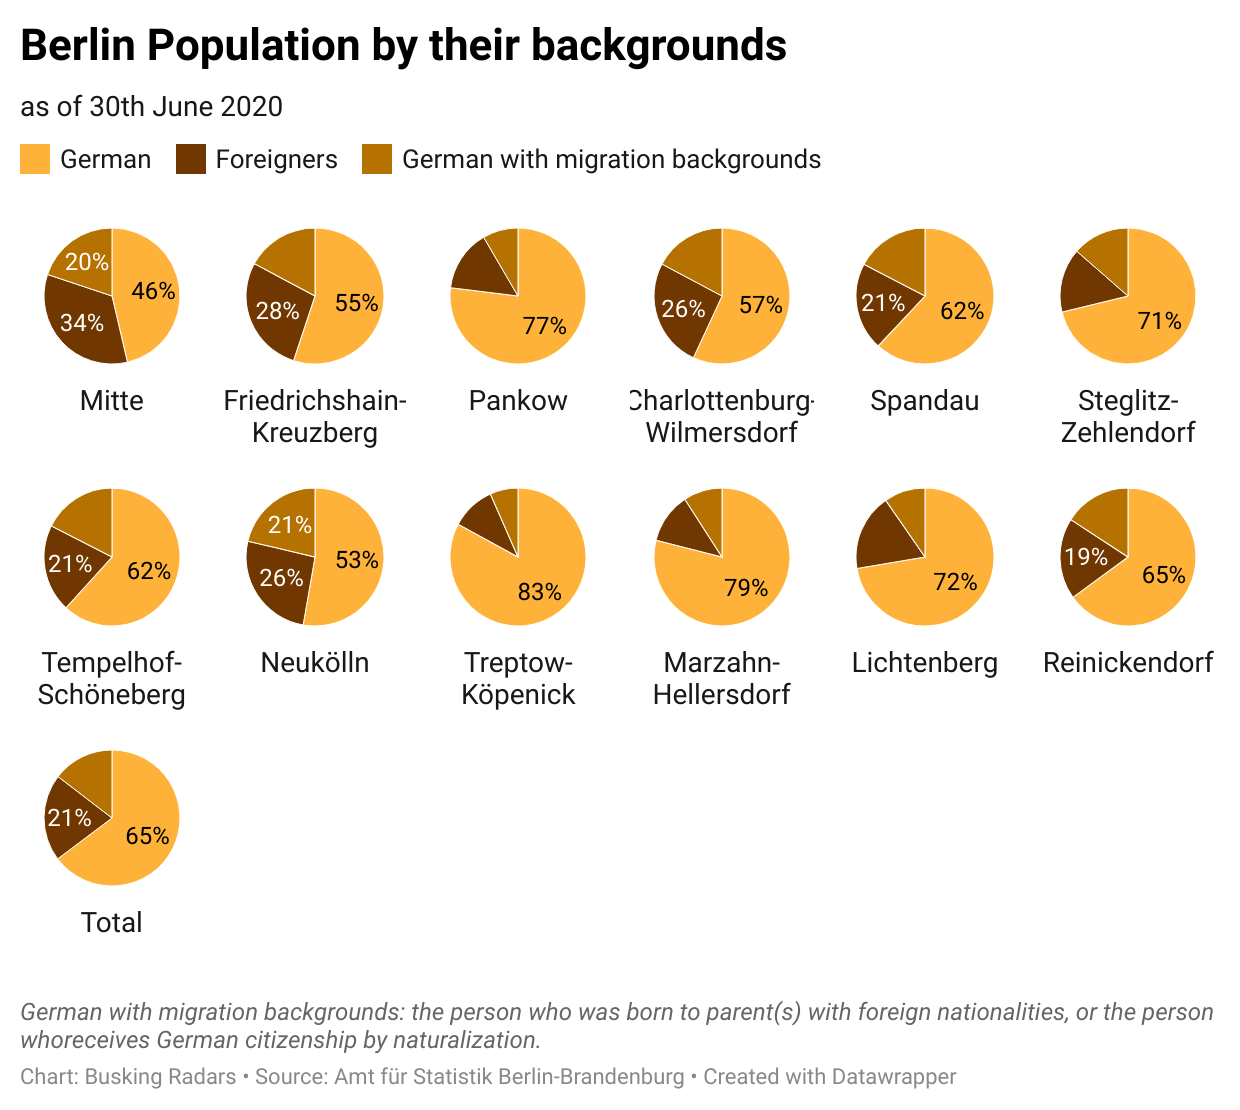 Berlin Population by their backgrounds
as of 30th June 2020
German Foreigners German with migration backgrounds
20% 46% 34%
28% 55%
77%
26% 57%
21% 62%
71%
Mitte
Friedrichshain-
Kreuzberg
Pankow
Charlottenburg-
Wilmersdorf
Spandau
Steglitz-
Zehlendorf
21% 62%
21% 53% 26%
83%
79%
72%
19% 65%
Tempelhof-
Schöneberg
Neukölln
Treptow-
Köpenick
Marzahn-
Hellersdorf
Lichtenberg
Reinickendorf
21% 65%
Total
German with migration backgrounds: the person who was born to parent(s) with foreign nationalities, or the person
whoreceives German citizenship by naturalization.
Chart: Busking Radars • Source: Amt für Statistik Berlin-Brandenburg • Created with Datawrapper